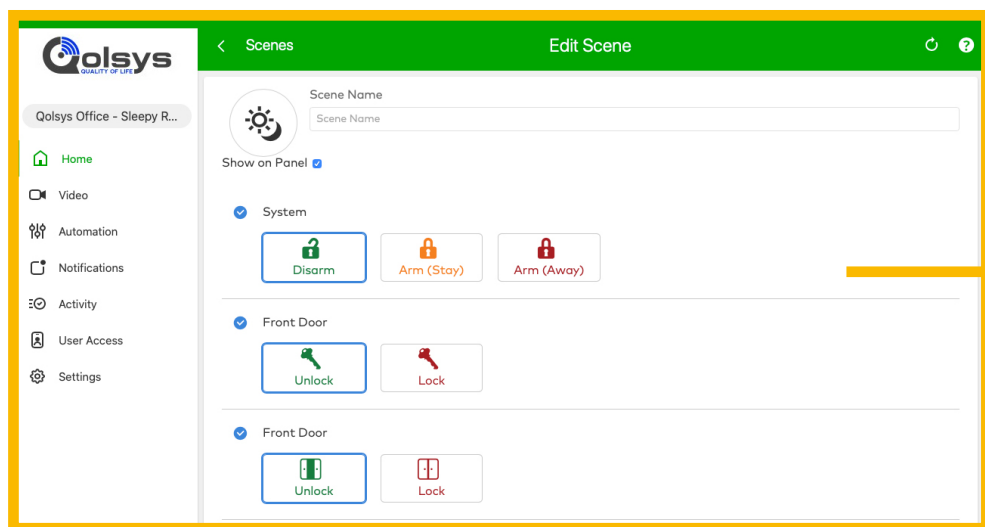 Qolsys
QUALITY OF LIFE
Scenes
Edit Scene
?
Qolsys Office - Sleepy R...
Home
Video
Automation
Notifications
Activity
User Access
Settings
Scene Name
Scene Name
Show on Panel
System
Disarm
Arm (Stay)
Arm (Away)
Front Door
Unlock
Lock
Front Door
Unlock
Lock